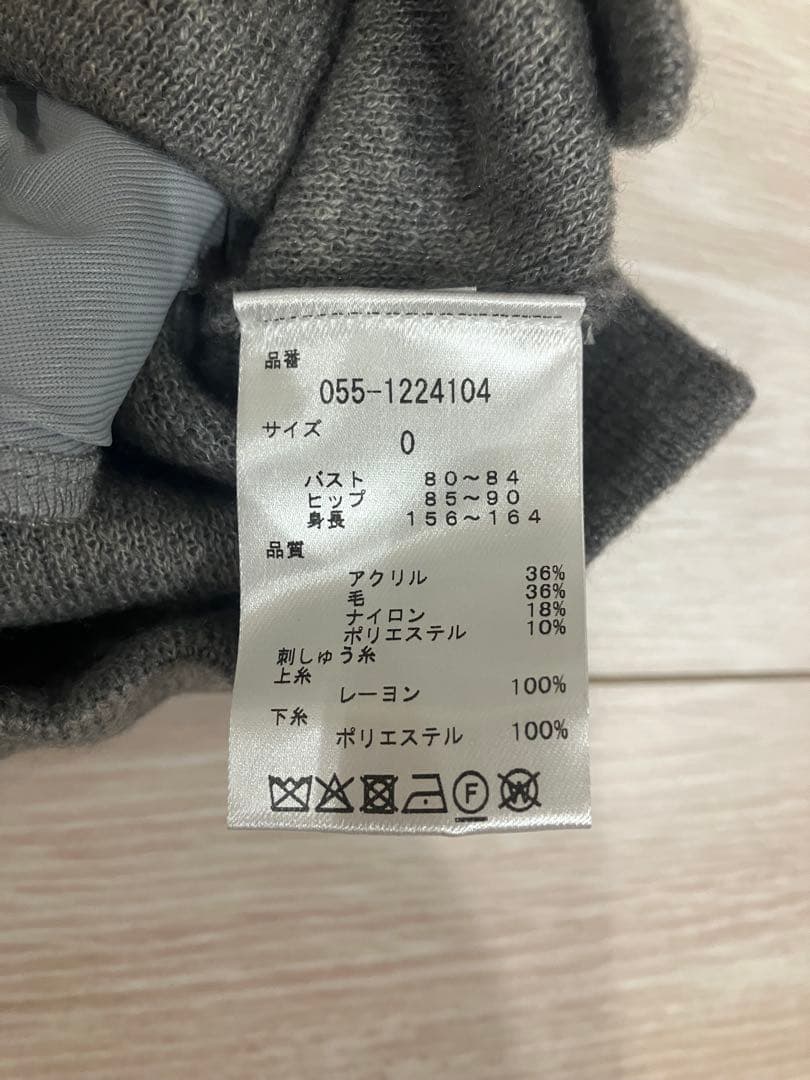 品番
055-1224104
サイズ
0
バスト 80～84
ヒップ 85～90
身長 156～164
品質
アクリル 36%
毛 36%
ナイロン 18%
ポリエステル 10%
刺しゅう糸
上糸
レーヨン 100%
下糸
ポリエステル 100%
F W